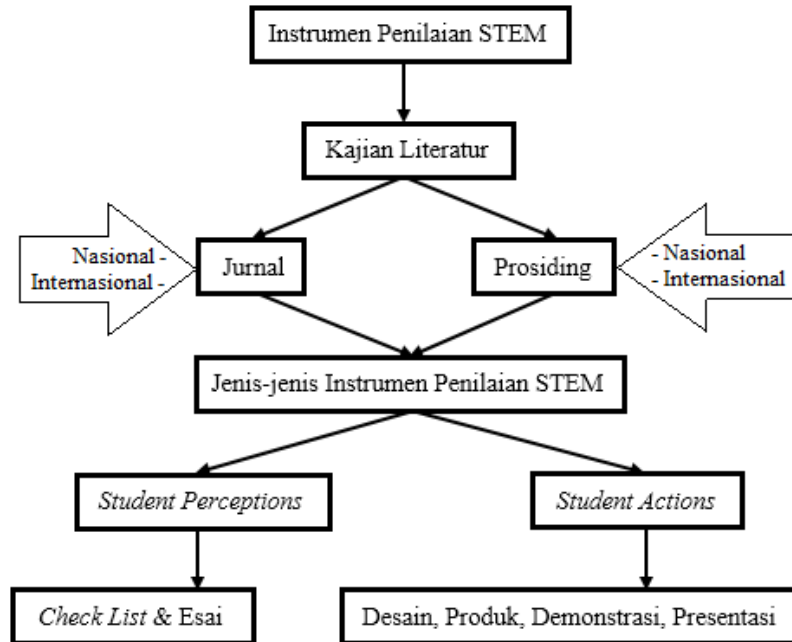 Instrumen Penilaian STEM
Kajian Literatur
Nasional -
Internasional -
Jurnal
Prosiding
- Nasional
- Internasional
Jenis-jenis Instrumen Penilaian STEM
Student Perceptions
Student Actions
Check List & Esai
Desain, Produk, Demonstrasi, Presentasi